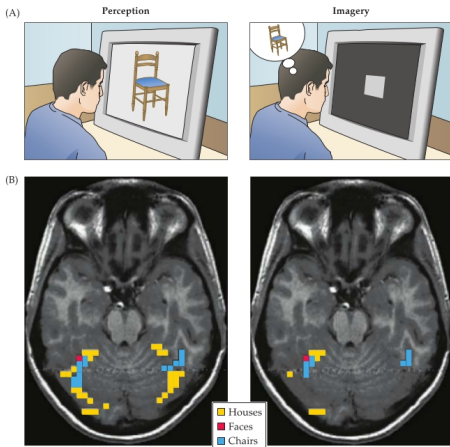 (A)
Perception
Imagery
(B)
Houses
Faces
Chairs